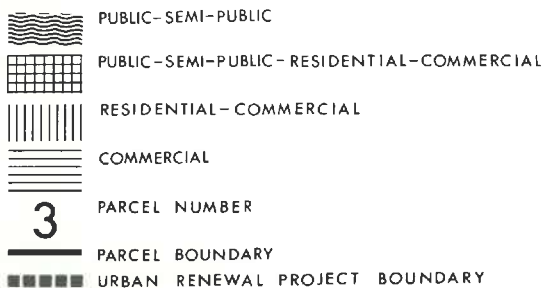 PUBLIC-SEMI-PUBLIC
PUBLIC-SEMI-PUBLIC-RESIDENTIAL-COMMERCIAL
RESIDENTIAL-COMMERCIAL
COMMERCIAL
3 PARCEL NUMBER
PARCEL BOUNDARY
URBAN RENEWAL PROJECT BOUNDARY